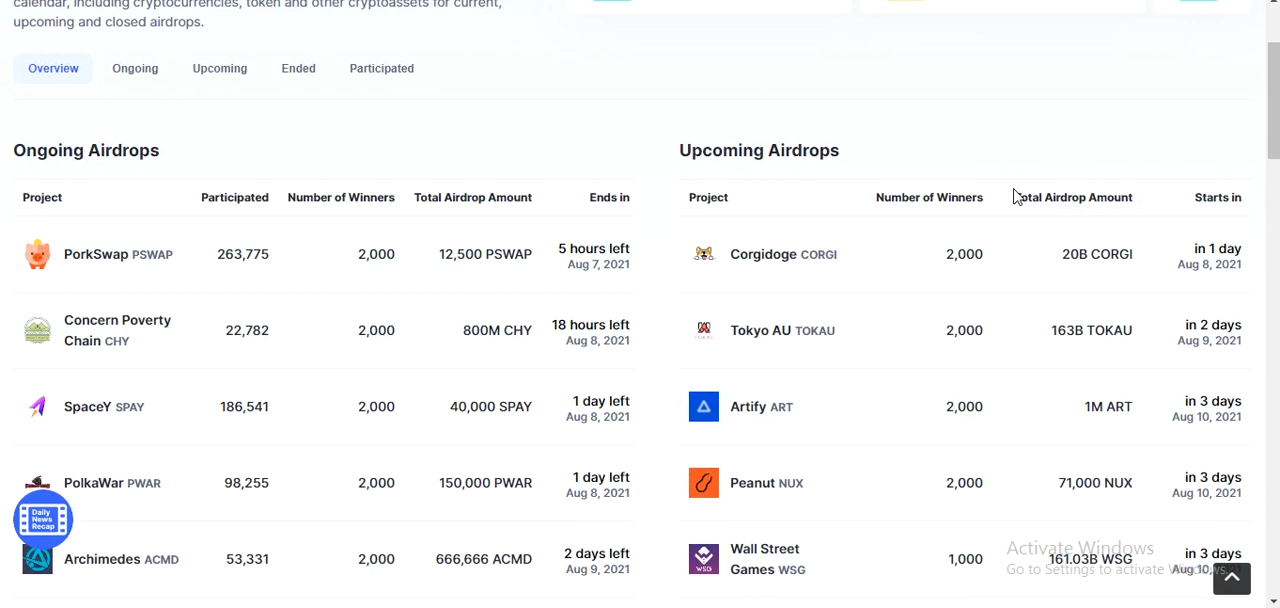 calendar, including cryptocurrencies, token and other cryptoassets for current,
upcoming and closed airdrops.
Overview Ongoing Upcoming Ended Participated
Ongoing Airdrops
Project Participated Number of Winners Total Airdrop Amount Ends in
PorkSwap PSWAP 263,775 2,000 12,500 PSWAP 5 hours left
Aug 7, 2021
Concern Poverty
Chain CHY 22,782 2,000 800M CHY 18 hours left
Aug 8, 2021
SpaceY SPAY 186,541 2,000 40,000 SPAY 1 day left
Aug 8, 2021
PolkaWar PWAR 98,255 2,000 150,000 PWAR 1 day left
Aug 8, 2021
Daily
News
Recap
Archimedes ACMD 53,331 2,000 666,666 ACMD 2 days left
Aug 9, 2021
Upcoming Airdrops
Project Number of Winners Total Airdrop Amount Starts in
Corgidoge CORGI 2,000 20B CORGI in 1 day
Aug 8, 2021
Tokyo AU TOKAU 2,000 163B TOKAU in 2 days
Aug 9, 2021
Artify ART 2,000 1M ART in 3 days
Aug 10, 2021
Peanut NUX 2,000 71,000 NUX in 3 days
Aug 10, 2021
WSG
Wall Street
Games WSG 1,000 161.03B WSG in 3 days
Aug 10,
Activate Windows
Go to Settings to activate Windows.